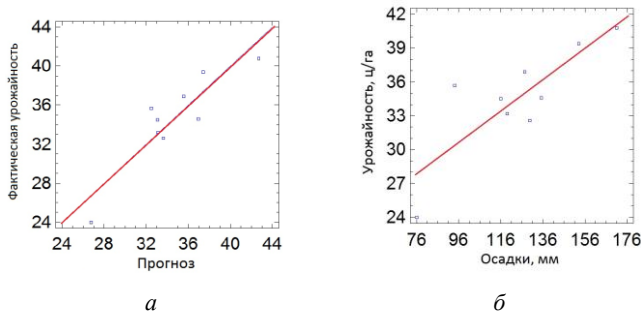 44
40
36
32
28
24
Фактическая урожайность
24 28 32 36 40 44
Прогноз
а
42
39
36
33
30
27
24
Урожайность, ц/га
76 96 116 136 156 176
Осадки, мм
б